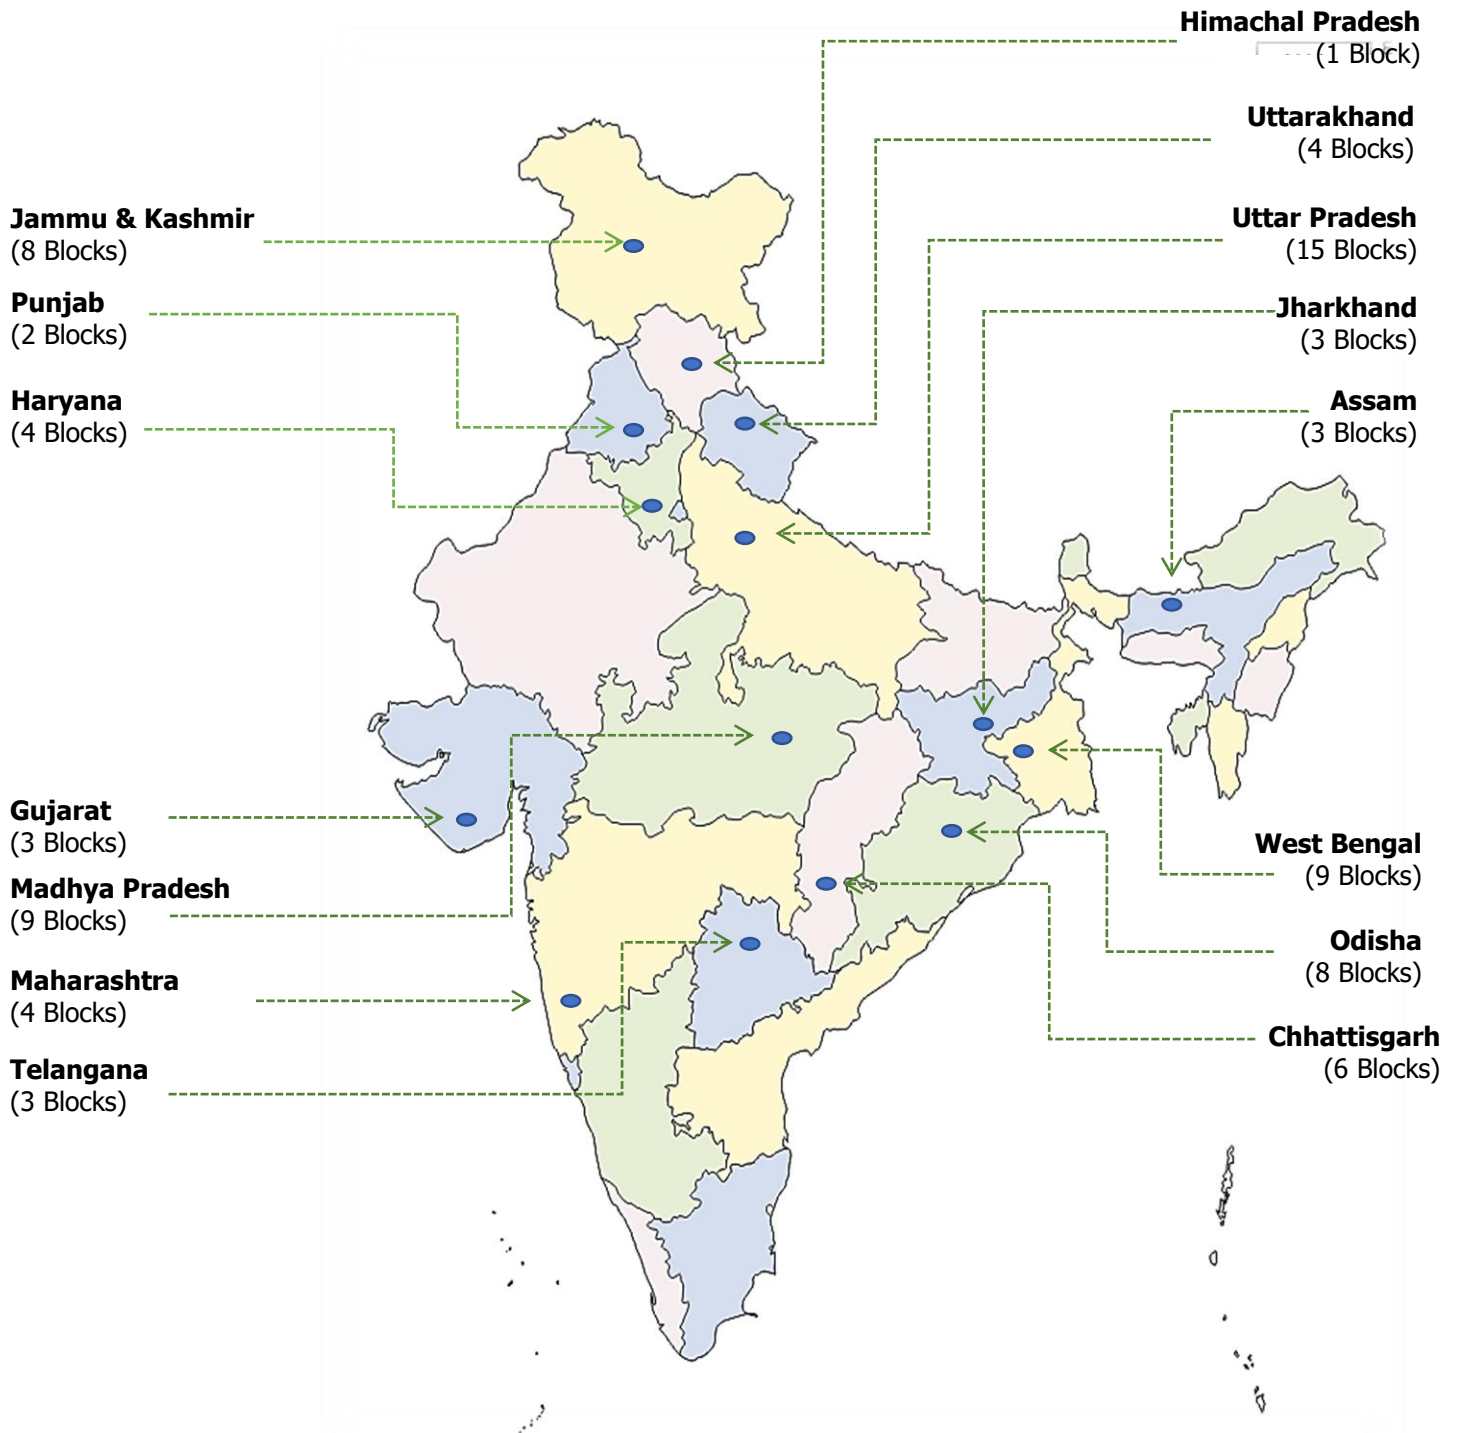 Himachal Pradesh
(1 Block)
Uttarakhand
(4 Blocks)
Jammu & Kashmir
(8 Blocks)
Uttar Pradesh
(15 Blocks)
Punjab
(2 Blocks)
Jharkhand
(3 Blocks)
Haryana
(4 Blocks)
Assam
(3 Blocks)
Gujarat
(3 Blocks)
West Bengal
(9 Blocks)
Madhya Pradesh
(9 Blocks)
Odisha
(8 Blocks)
Maharashtra
(4 Blocks)
Chhattisgarh
(6 Blocks)
Telangana
(3 Blocks)